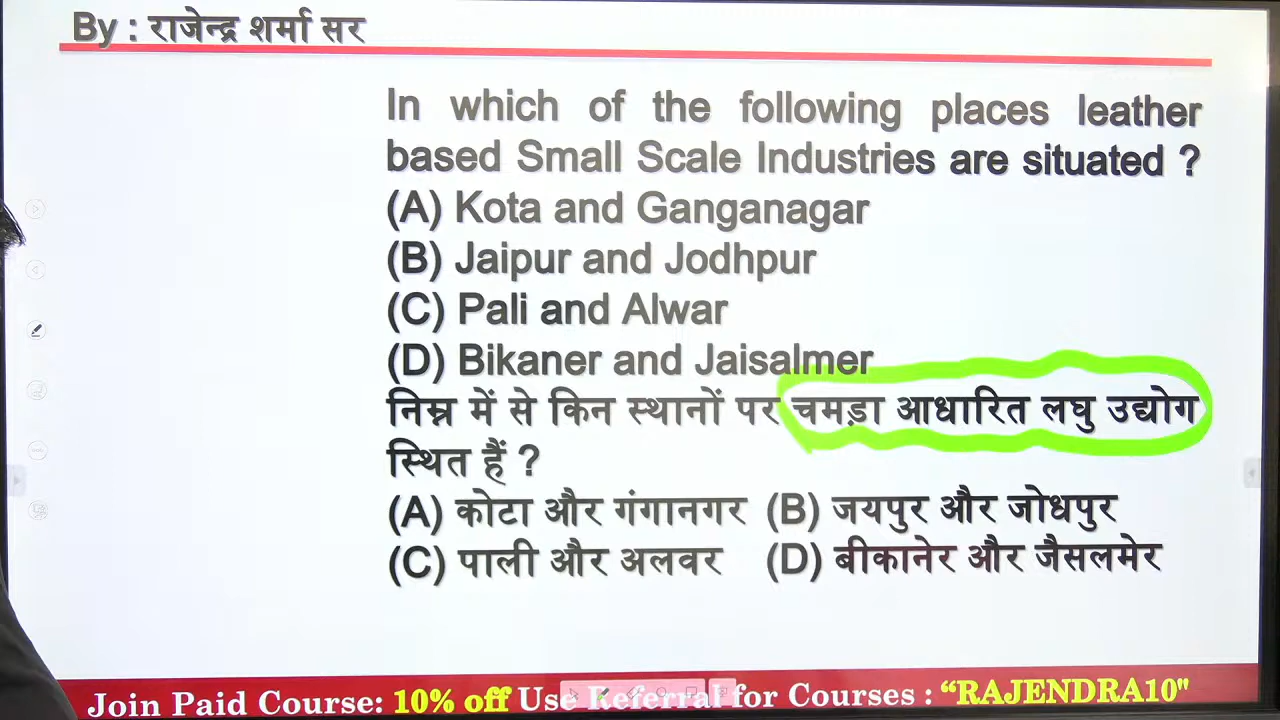 By : राजेन्द्र शर्मा सर
In which of the following places leather
based Small Scale Industries are situated ?
(A) Kota and Ganganagar
(B) Jaipur and Jodhpur
(C) Pali and Alwar
(D) Bikaner and Jaisalmer
निम्न में से किन स्थानों पर चमड़ा आधारित लघु उद्योग
स्थित हैं ?
(A) कोटा और गंगानगर (B) जयपुर और जोधपुर
(C) पाली और अलवर (D) बीकानेर और जैसलमेर
Join Paid Course: 10% off Use Referral for Courses : “RAJENDRA10"